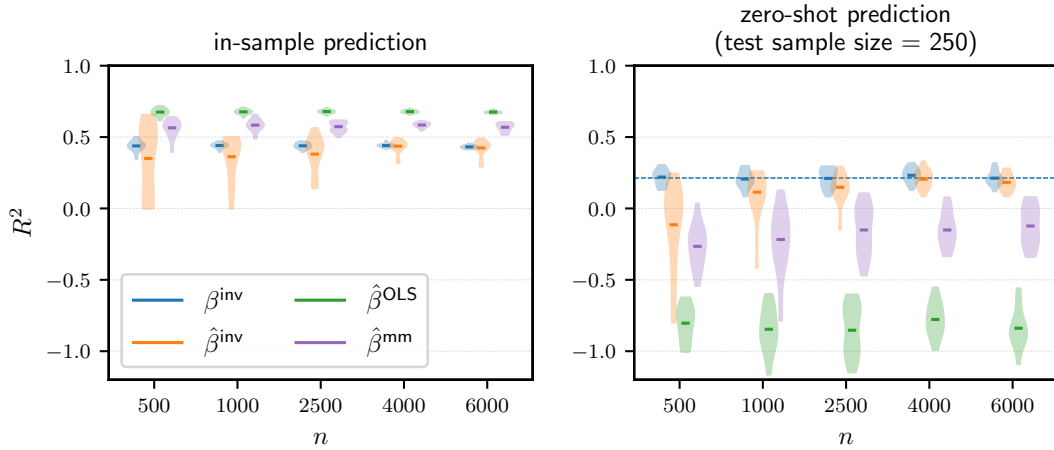 in-sample prediction
1.0
0.5
0.0
−0.5
−1.0
R²
β^inv
β̂^inv
β̂^OLS
β̂^mm
500 1000 2500 4000 6000
n
zero-shot prediction
(test sample size = 250)
1.0
0.5
0.0
−0.5
−1.0
500 1000 2500 4000 6000
n